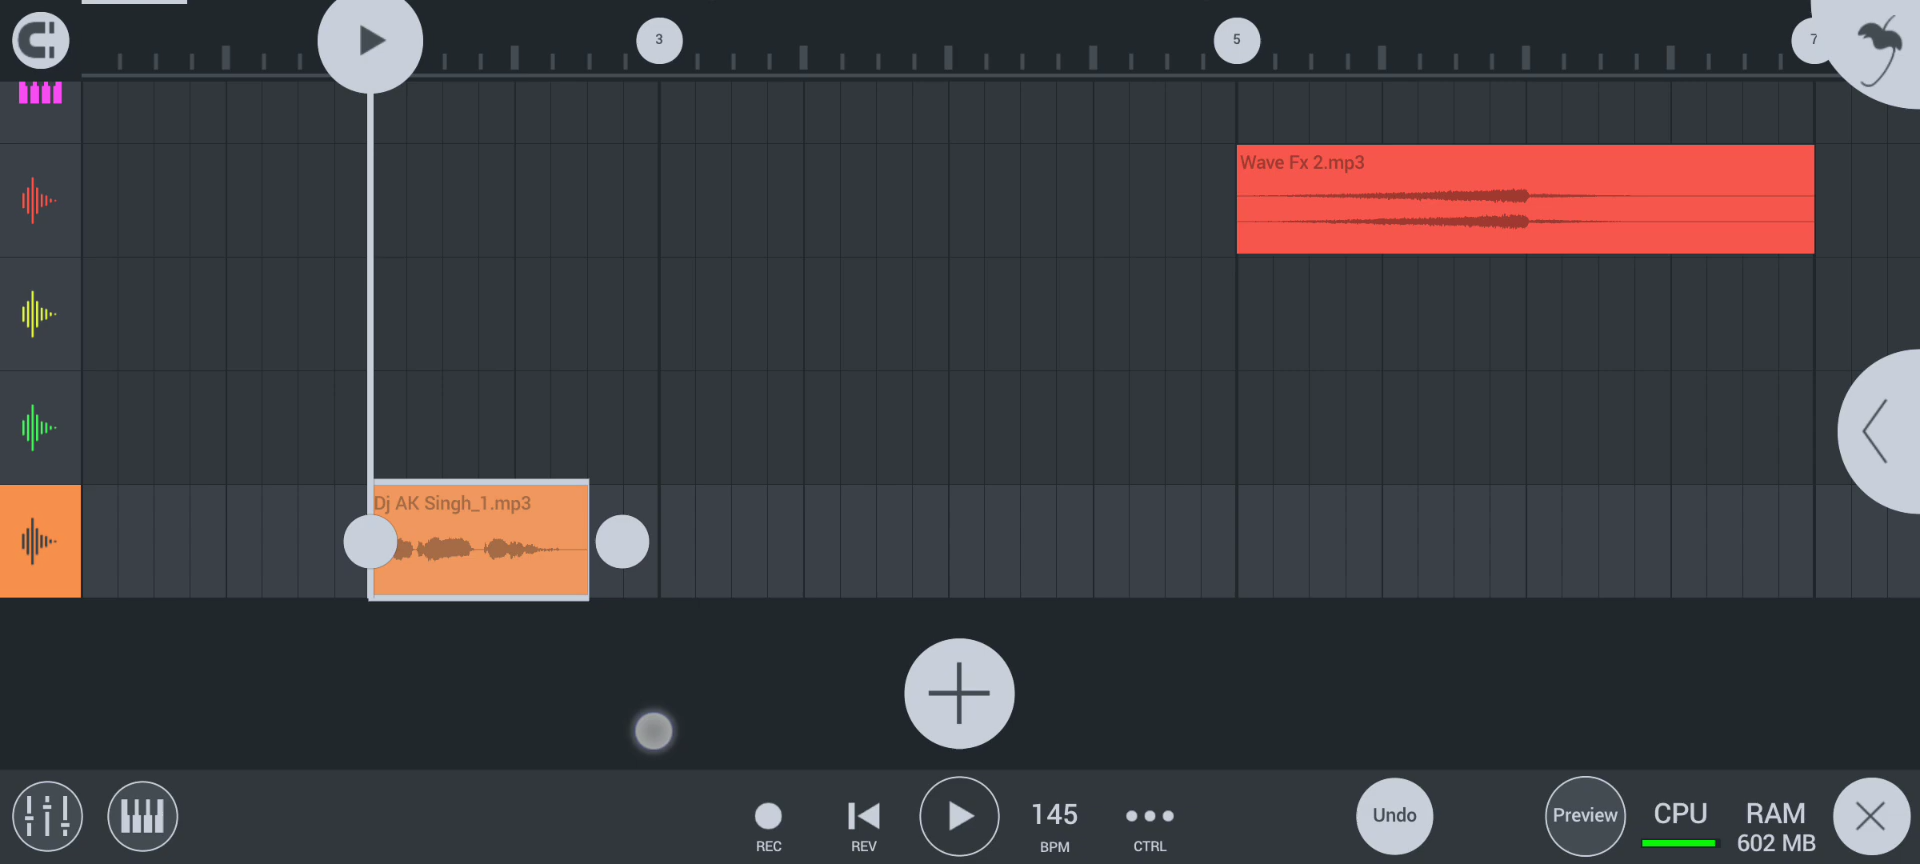 3
5
7
Wave Fx 2.mp3
Dj AK Singh_1.mp3
145
Undo
Preview
CPU
RAM
602 MB
REC
REV
BPM
CTRL